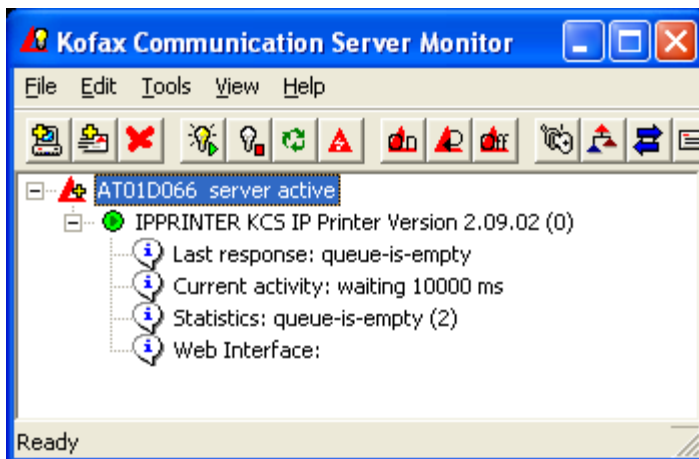 Kofax Communication Server Monitor
File Edit Tools View Help
on off
AT01D066 server active
IPPRINTER KCS IP Printer Version 2.09.02 (0)
Last response: queue-is-empty
Current activity: waiting 10000 ms
Statistics: queue-is-empty (2)
Web Interface:
Ready